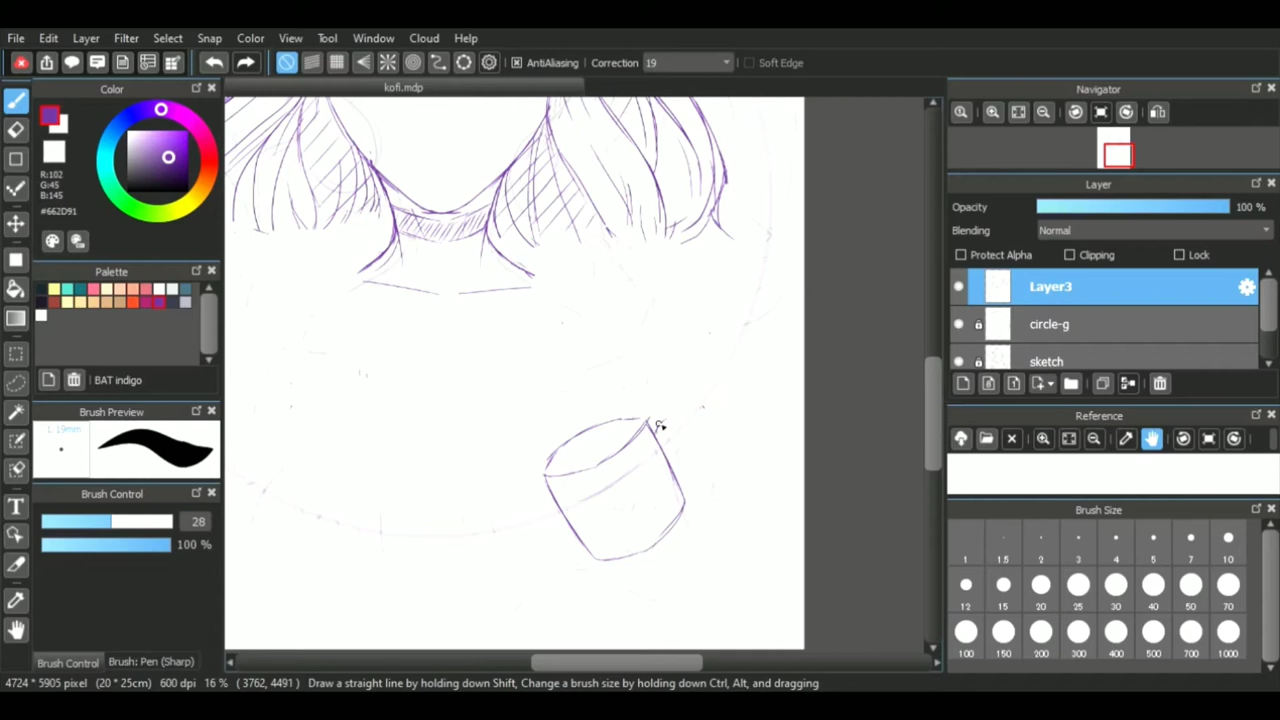 File Edit Layer Filter Select Snap Color View Tool Window Cloud Help
AntiAliasing Correction 19 Soft Edge
Color
kofi.mdp
Navigator
R:102
G:45
B:145
#662D91
Layer
Opacity 100 %
Blending Normal
Protect Alpha Clipping Lock
Palette
Layer3
circle-g
sketch
BAT indigo
Brush Preview
1.19mm
Reference
Brush Control
28
100 %
Brush Size
1 1.5 2 3 4 5 7 10
12 15 20 25 30 40 50 70
100 150 200 300 400 500 700 1000
Brush Control Brush: Pen (Sharp)
4724 * 5905 pixel (20 * 25cm) 600 dpi 16 % ( 3762, 4491 ) Draw a straight line by holding down Shift, Change a brush size by holding down Ctrl, Alt, and dragging